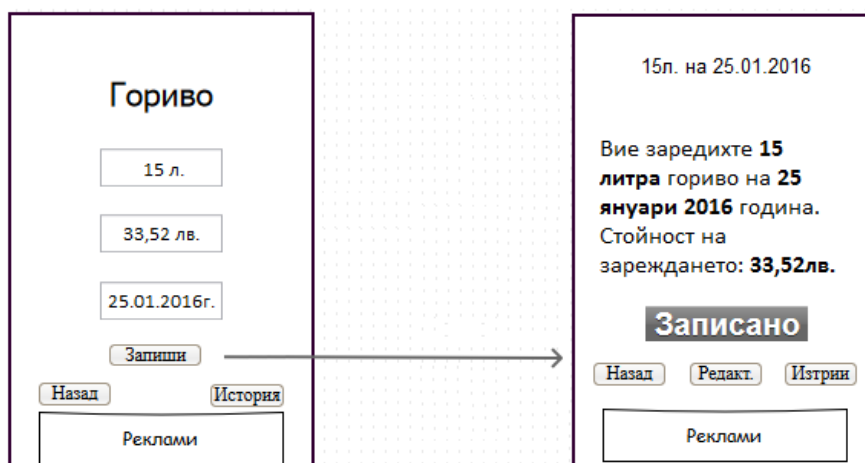 Гориво
15 л.
33,52 лв.
25.01.2016г.
Запиши
Назад
История
Реклами
15л. на 25.01.2016
Вие заредихте 15
литра гориво на 25
януари 2016 година.
Стойност на
зареждането: 33,52лв.
Записано
Назад
Редакт.
Изтрии
Реклами